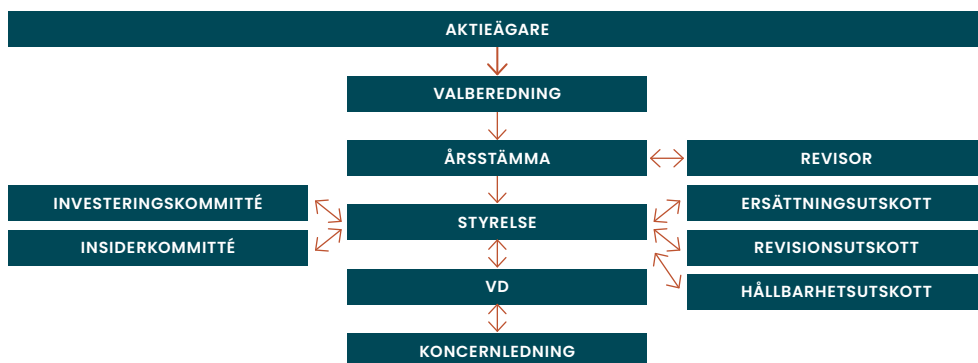 AKTIEÄGARE
VALBEREDNING
ÅRSSTÄMMA
REVISOR
INVESTERINGSKOMMITTÉ
ERSÄTTNINGSUTSKOTT
STYRELSE
INSIDERKOMMITTÉ
REVISIONSUTSKOTT
VD
HÅLLBARHETSUTSKOTT
KONCERNLEDNING